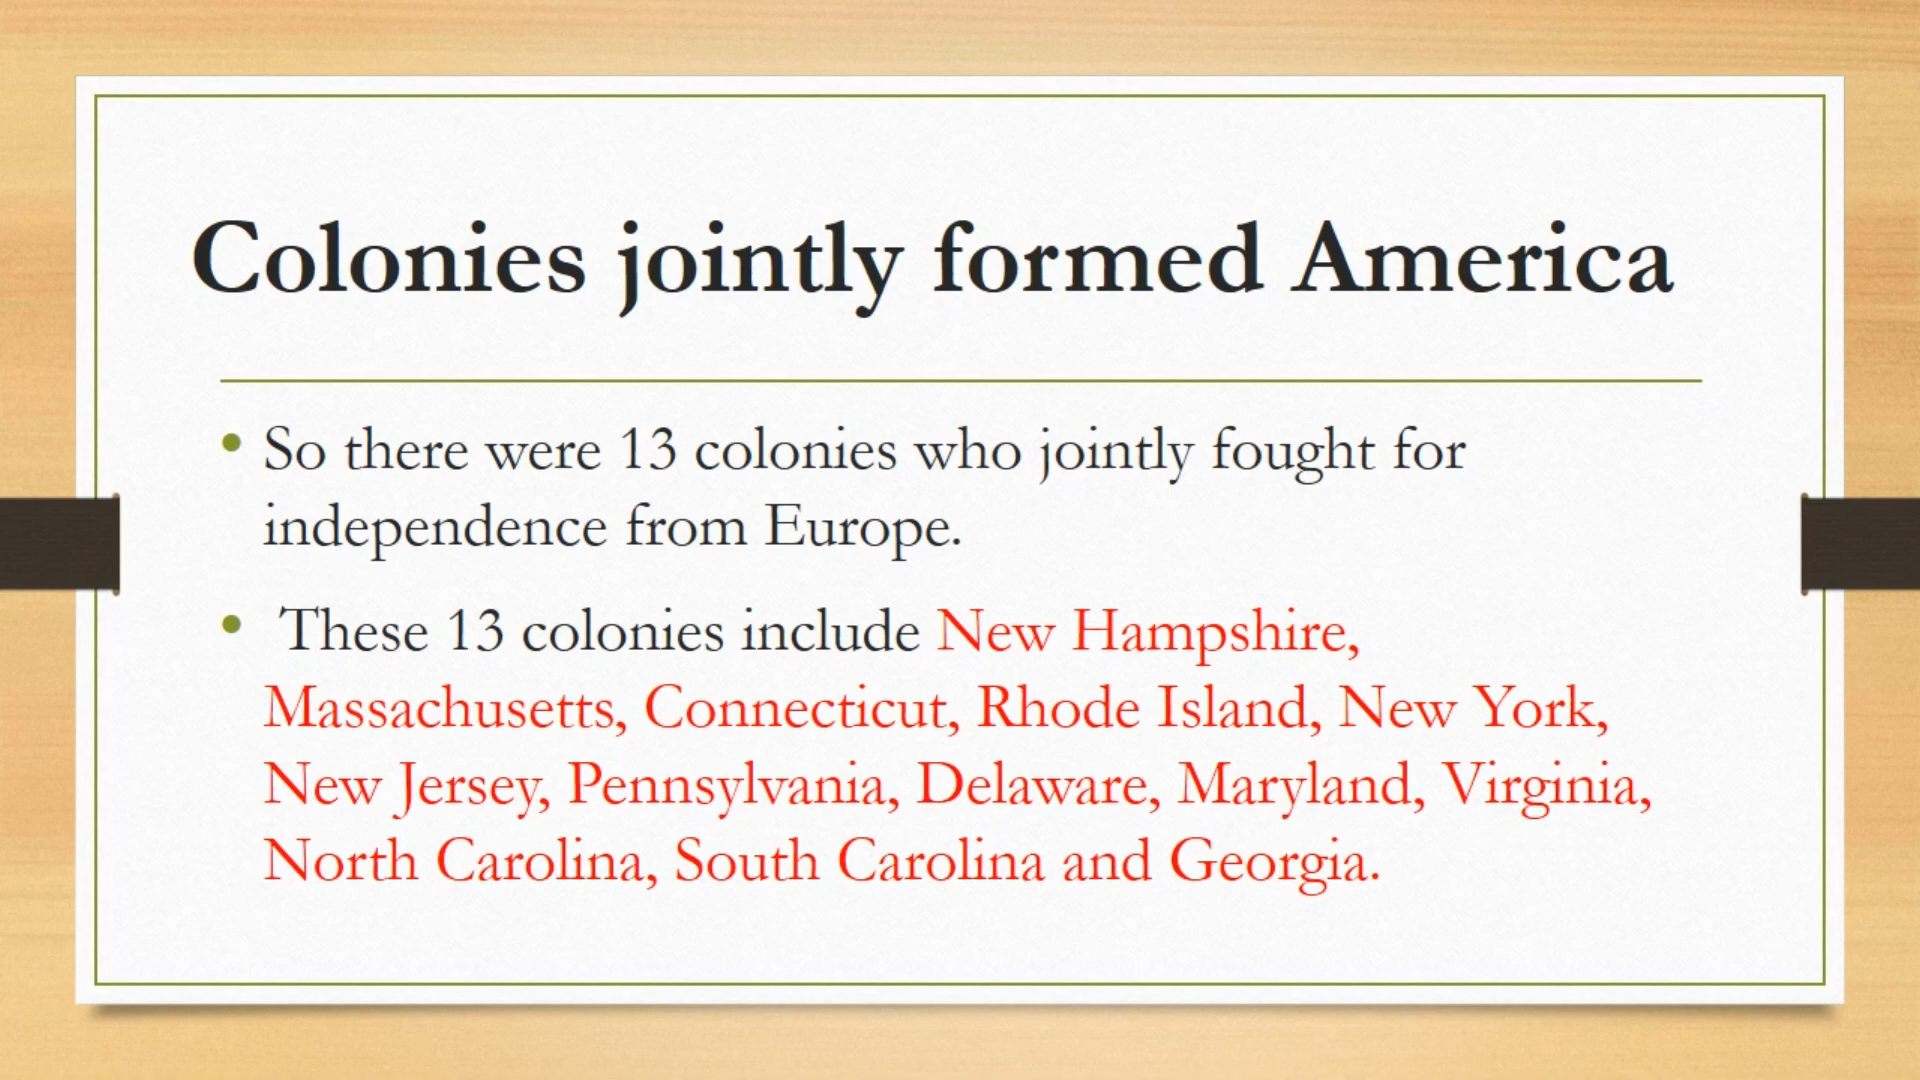 Colonies jointly formed America
• So there were 13 colonies who jointly fought for
independence from Europe.
• These 13 colonies include New Hampshire,
Massachusetts, Connecticut, Rhode Island, New York,
New Jersey, Pennsylvania, Delaware, Maryland, Virginia,
North Carolina, South Carolina and Georgia.